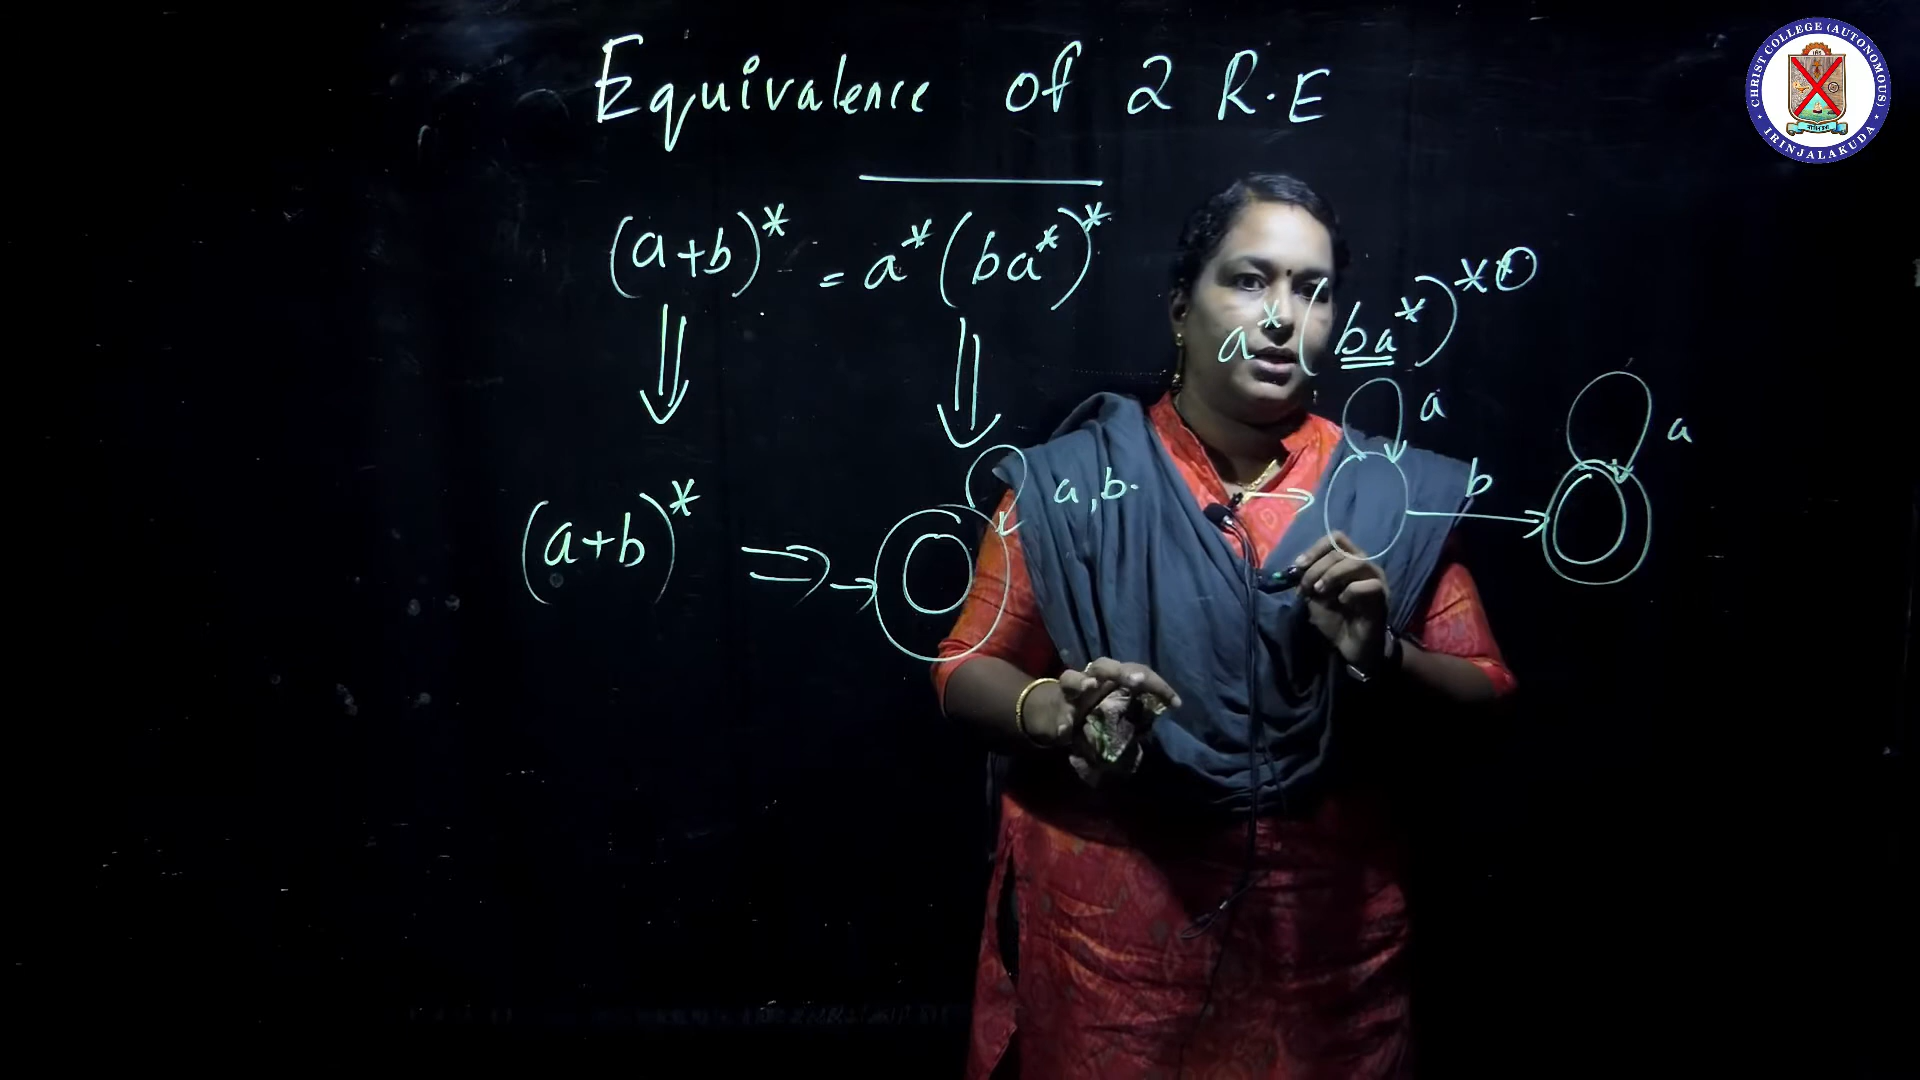 Equivalence of 2 R.E
(a+b)* = a*(ba*)*
a*(ba*)*
a
a
b
a,b
(a+b)*
CHRIST COLLEGE (AUTONOMOUS)
IRINJALAKUDA